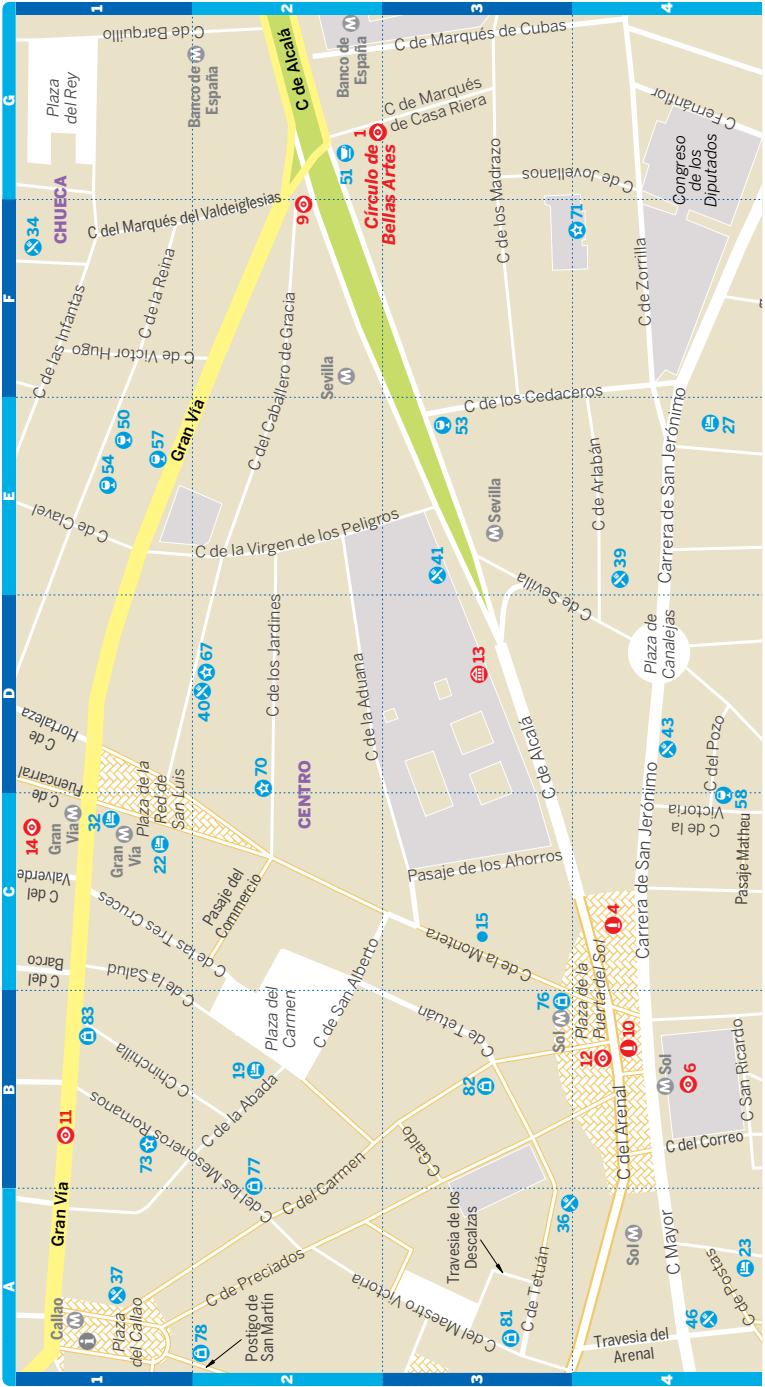 A
B
C
D
E
F
G
1
2
3
4
1
2
3
4
Gran Vía
Callao
Plaza
del Callao
37
78
Postigo de
San Martín
11
73
83
C del
Barco
C del
Valverde
14
Gran
Vía
C de
Fuencarral
C de
Hortaleza
32
Gran
Vía
22
Plaza de la
Red de
San Luis
C de las Tres Cruces
C de la Salud
C Chinchilla
C de los Mesoneros Romanos
C de la Abada
77
19
Plaza del
Carmen
Pasaje del
Commercio
C de San Alberto
C de Clavel
54
50
57
Gran Vía
C de las Infantas
C de Victor Hugo
C de la Reina
34
CHUECA
C del Marqués del Valdeiglesias
Plaza
del Rey
C de Barquillo
Banco de
España
C de Alcalá
Banco de
España
C de Marqués de Cubas
C de Marqués
de Casa Riera
51
1
Círculo de
Bellas Artes
9
C del Caballero de Gracia
Sevilla
40
67
C de los Jardines
70
CENTRO
C de la Virgen de los Peligros
C de la Aduana
41
13
C de Alcalá
Pasaje de los Ahorros
15
C de la Montera
C de Preciados
C del Carmen
C Galdo
C de Tetuán
82
76
Sol
Travesia de los
Descalzas
C del Maestro Victoria
81
C de Tetuán
36
53
Sevilla
C de los Cedaceros
C de los Madrazo
C de Jovellanos
71
C de Zorrilla
Congreso
de los
Diputados
C Fernánflor
C de Arlabán
C de Sevilla
39
Carrera de San Jerónimo
27
Plaza de
Canalejas
43
C del Pozo
58
C de la
Victoria
Pasaje Matheu
Carrera de San Jerónimo
Plaza de la
Puerta del Sol
4
10
12
Sol
6
C San Ricardo
C del Correo
C del Arenal
Sol
C Mayor
C de Postas
23
46
Travesia del
Arenal